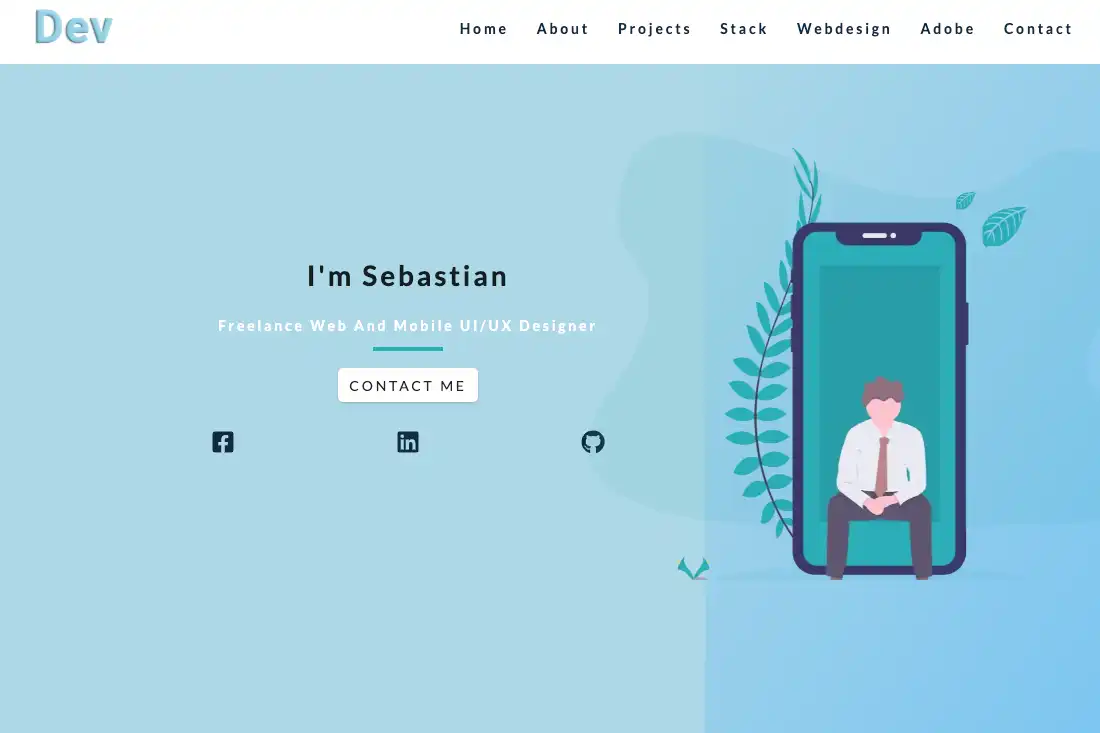 Dev
Home About Projects Stack Webdesign Adobe Contact
I'm Sebastian
Freelance Web And Mobile UI/UX Designer
CONTACT ME